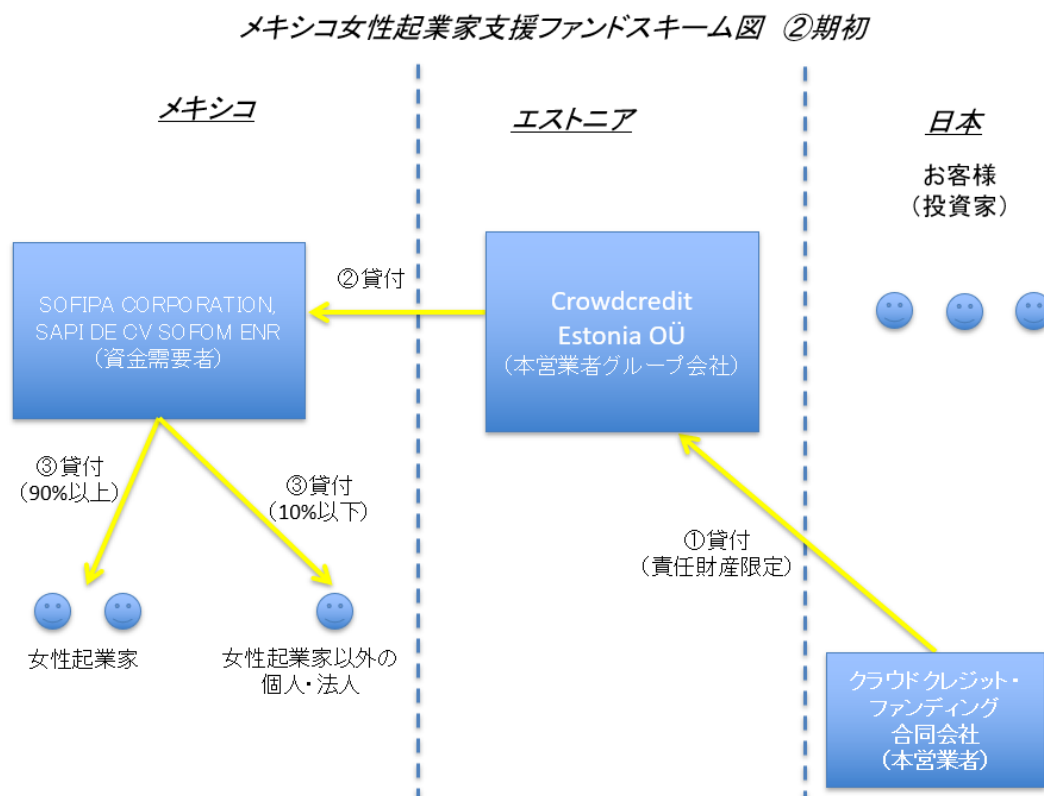 メキシコ女性起業家支援ファンドスキーム図 ②期初
メキシコ
エストニア
日本
お客様
（投資家）
SOFIPA CORPORATION,
SAPI DE CV SOFOM ENR
（資金需要者）
②貸付
Crowdcredit
Estonia OÜ
（本営業者グループ会社）
③貸付
（90%以上）
③貸付
（10%以下）
①貸付
（責任財産限定）
女性起業家
女性起業家以外の
個人・法人
クラウドクレジット・
ファンディング
合同会社
（本営業者）